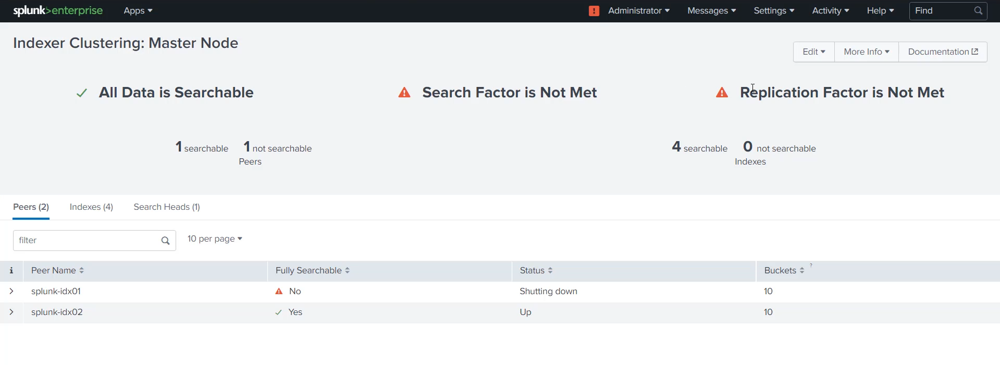 splunk>enterprise Apps Administrator Messages Settings Activity Help Find
Indexer Clustering: Master Node
Edit More Info Documentation
All Data is Searchable Search Factor is Not Met Replication Factor is Not Met
1 searchable 1 not searchable 4 searchable 0 not searchable
Peers Indexes
Peers (2) Indexes (4) Search Heads (1)
filter 10 per page
i Peer Name Fully Searchable Status Buckets ?
splunk-idx01 No Shutting down 10
splunk-idx02 Yes Up 10